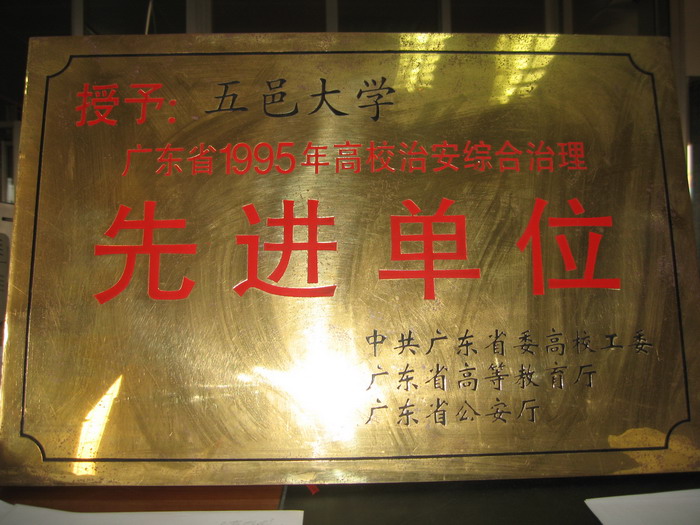 授予：五邑大学
广东省1995年高校治安综合治理
先进单位
中共广东省委高校工委
广东省高等教育厅
广东省公安厅